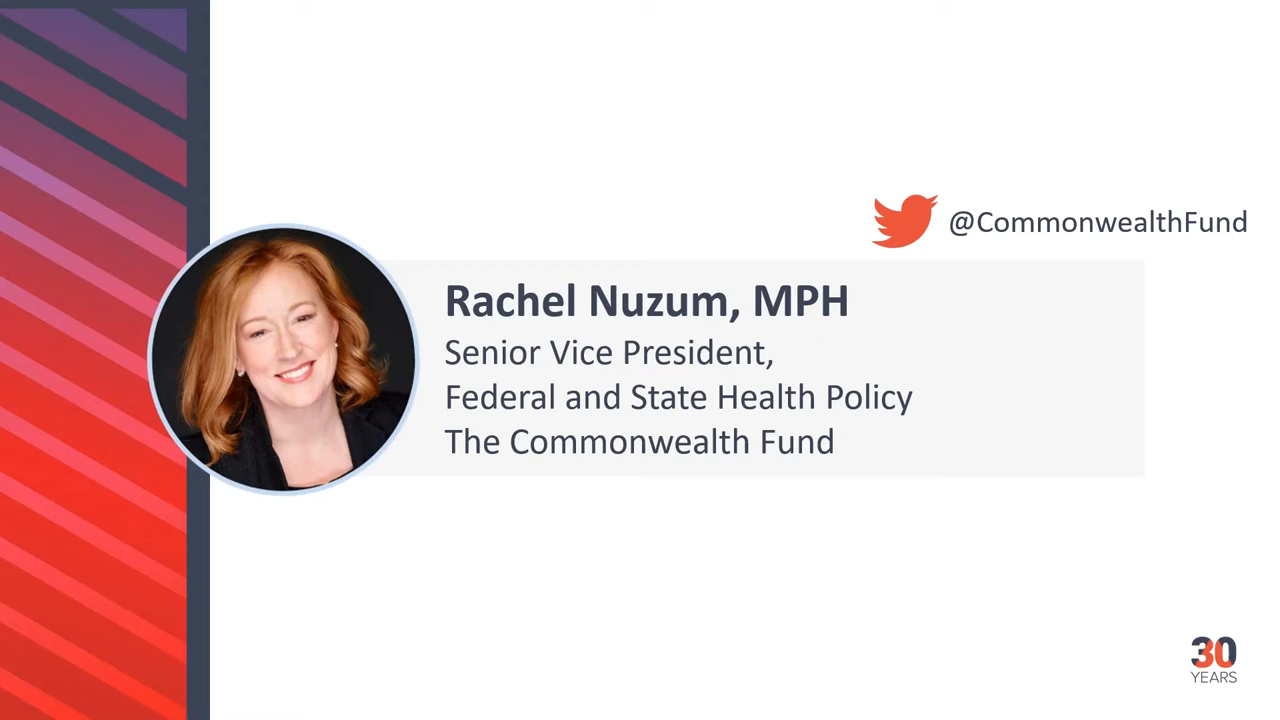 @CommonwealthFund
Rachel Nuzum, MPH
Senior Vice President,
Federal and State Health Policy
The Commonwealth Fund
30
YEARS